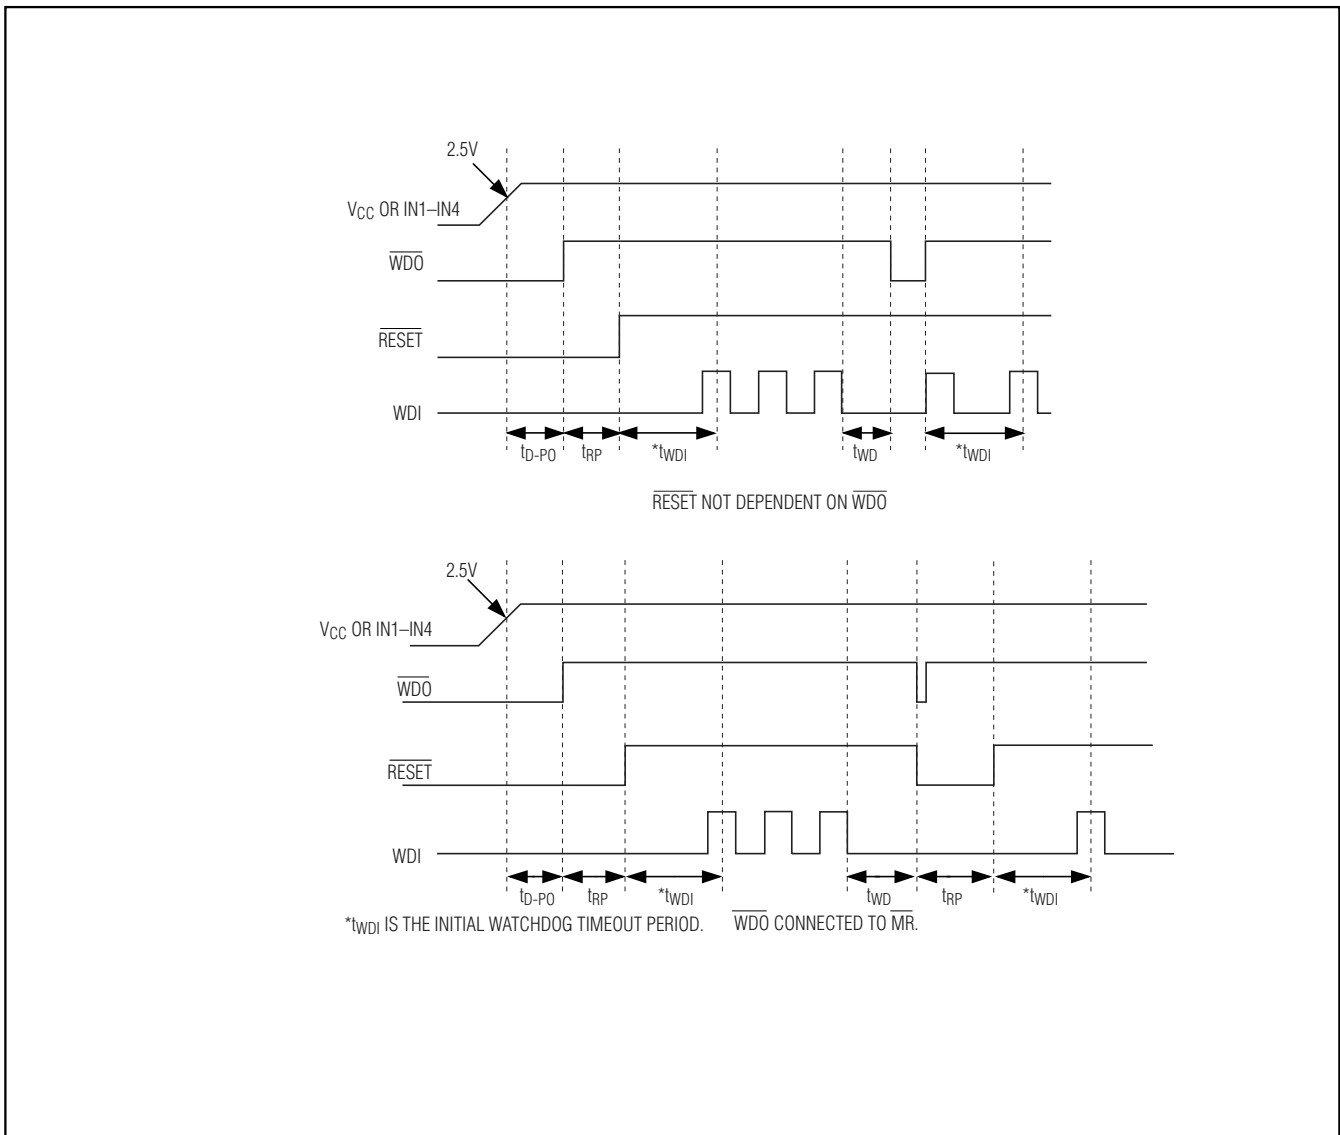 2.5V
VCC OR IN1–IN4
WDO
RESET
WDI
tD-PO tRP *tWDI tWD *tWDI
RESET NOT DEPENDENT ON WDO
2.5V
VCC OR IN1–IN4
WDO
RESET
WDI
tD-PO tRP *tWDI tWD tRP *tWDI
*tWDI IS THE INITIAL WATCHDOG TIMEOUT PERIOD. WDO CONNECTED TO MR.